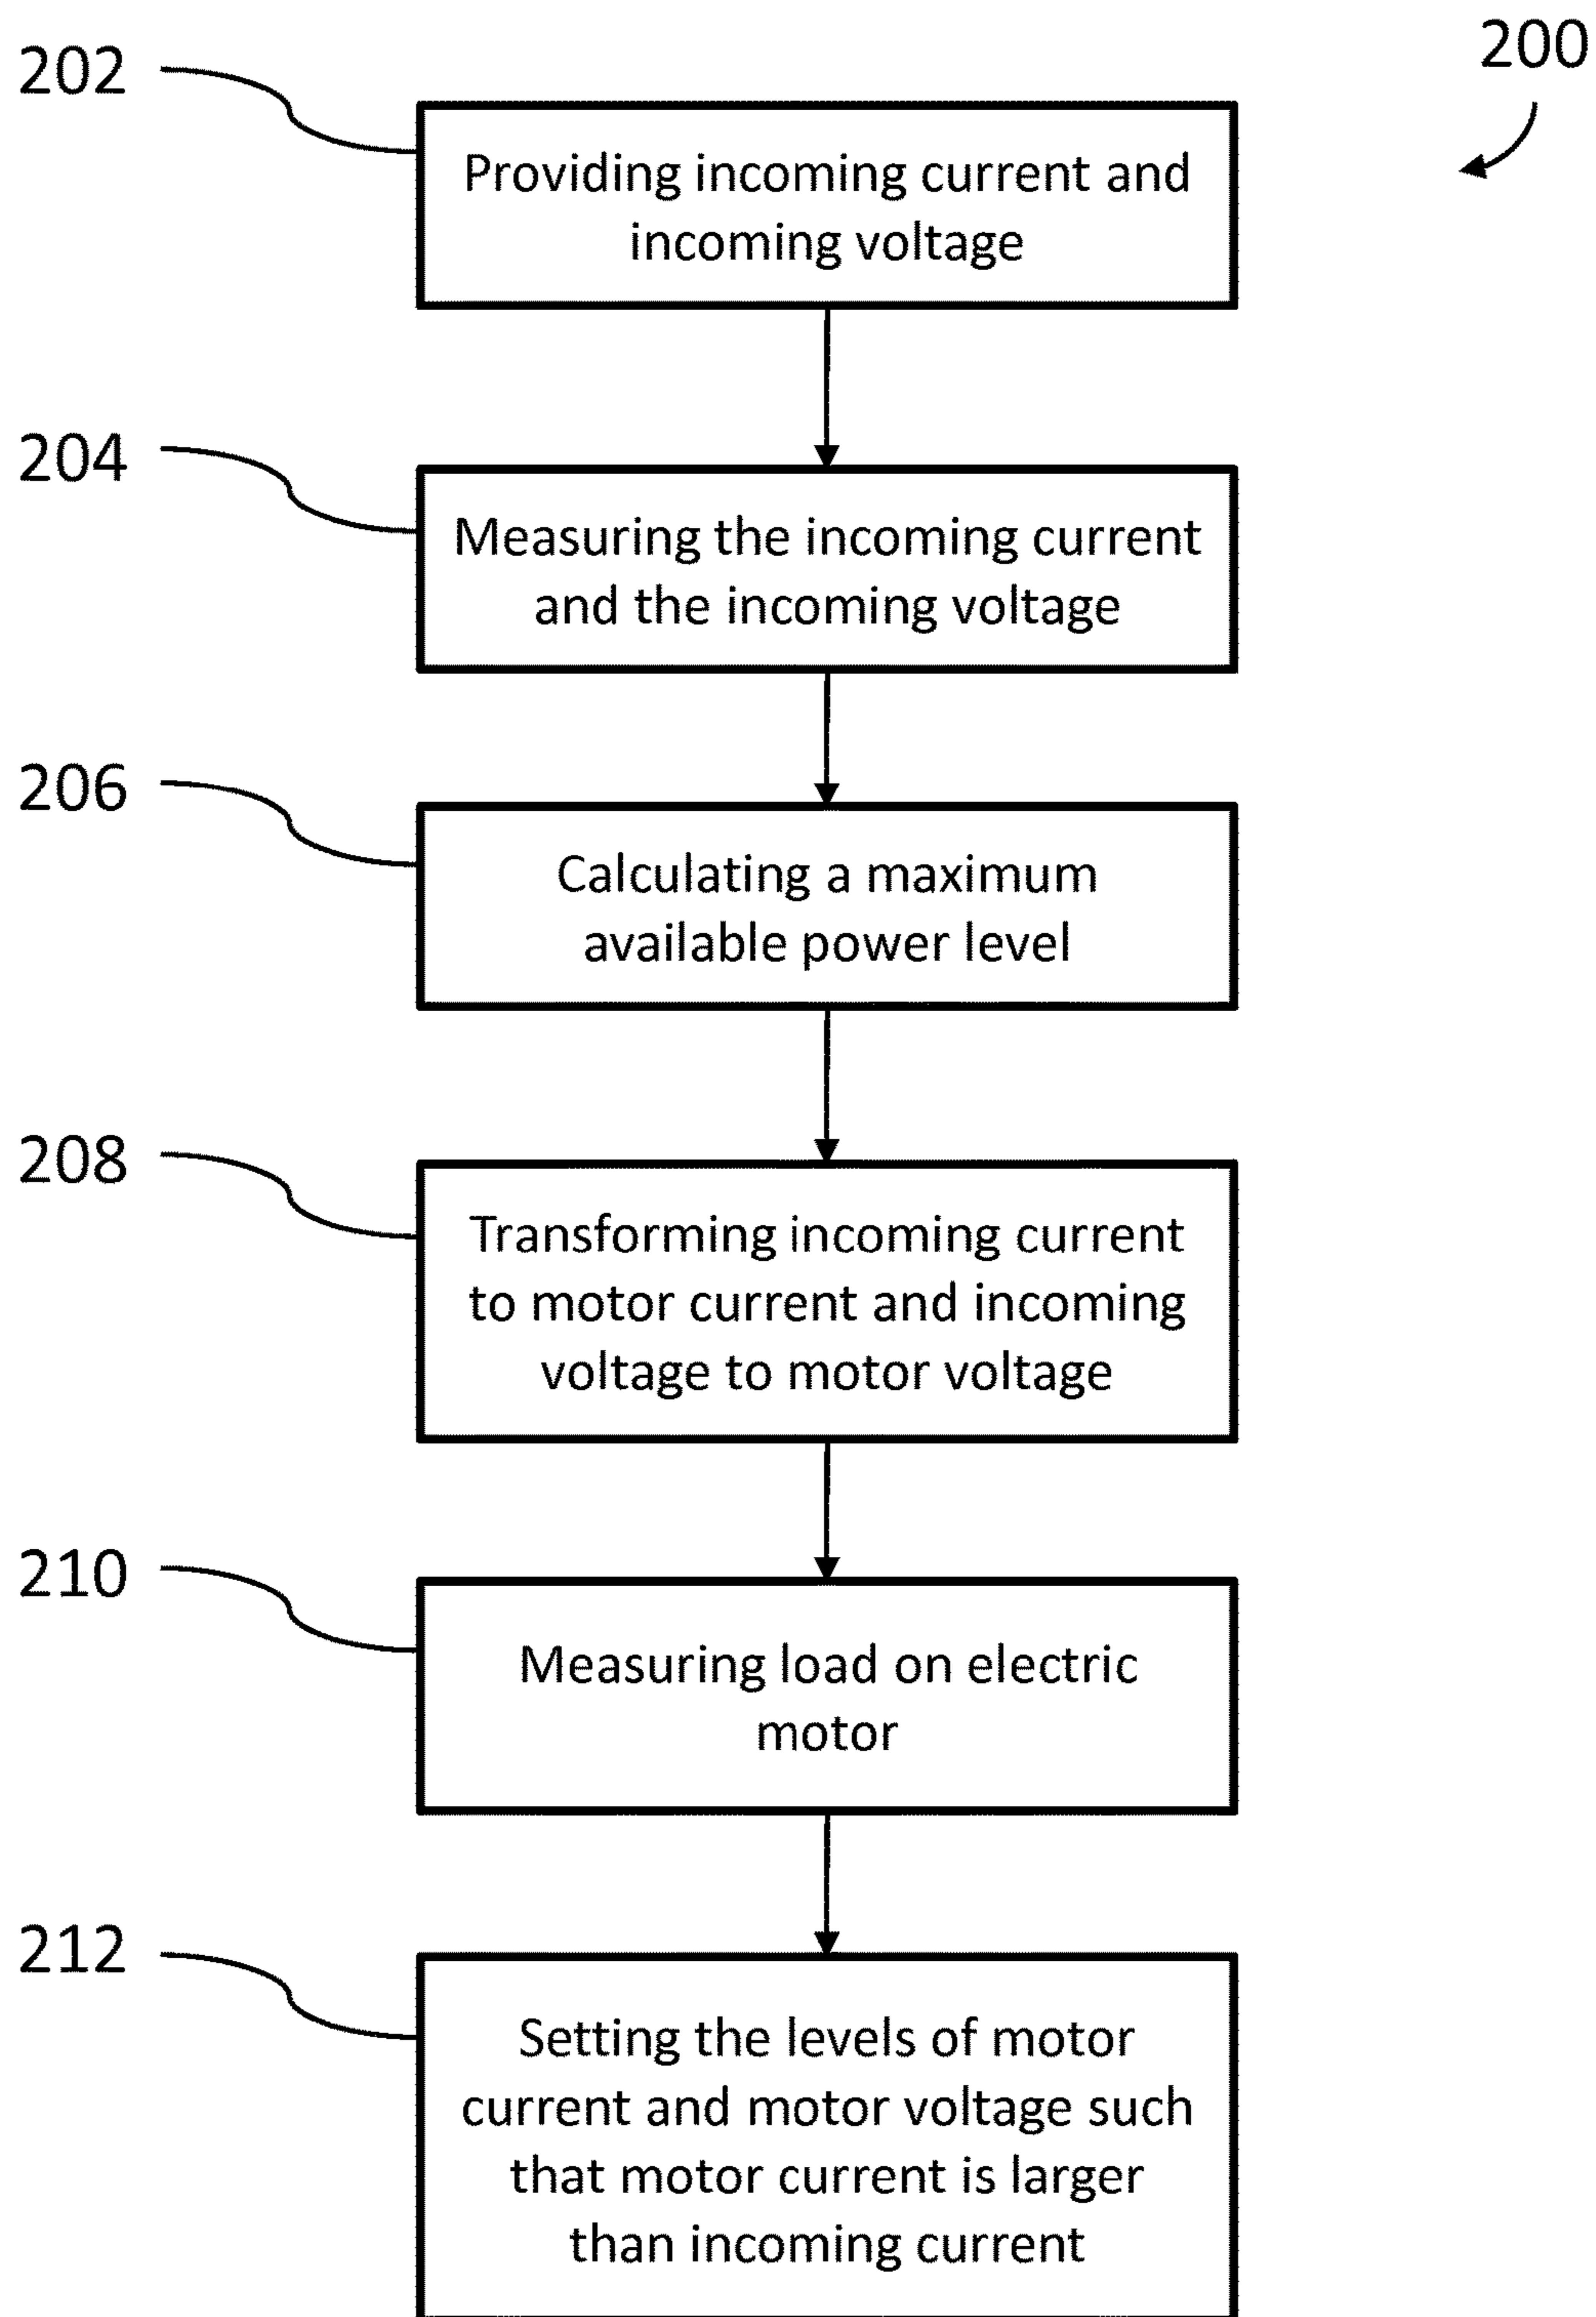 200
202
Providing incoming current and
incoming voltage
204
Measuring the incoming current
and the incoming voltage
206
Calculating a maximum
available power level
208
Transforming incoming current
to motor current and incoming
voltage to motor voltage
210
Measuring load on electric
motor
212
Setting the levels of motor
current and motor voltage such
that motor current is larger
than incoming current